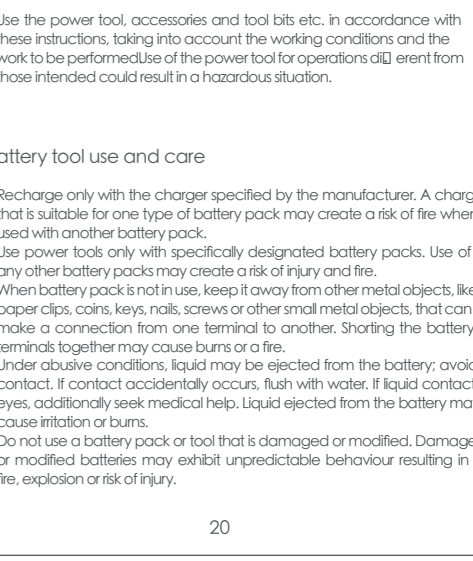 Use the power tool, accessories and tool bits etc. in accordance with
these instructions, taking into account the working conditions and the
work to be performedUse of the power tool for operations di erent from
those intended could result in a hazardous situation.
attery tool use and care
Recharge only with the charger specified by the manufacturer. A charg
that is suitable for one type of battery pack may create a risk of fire when
used with another battery pack.
Use power tools only with specifically designated battery packs. Use of
any other battery packs may create a risk of injury and fire.
When battery pack is not in use, keep it away from other metal objects, like
paper clips, coins, keys, nails, screws or other small metal objects, that can
make a connection from one terminal to another. Shorting the battery
terminals together may cause burns or a fire.
Under abusive conditions, liquid may be ejected from the battery; avoid
contact. If contact accidentally occurs, flush with water. If liquid contact
eyes, additionally seek medical help. Liquid ejected from the battery may
cause irritation or burns.
Do not use a battery pack or tool that is damaged or modified. Damage
or modified batteries may exhibit unpredictable behaviour resulting in
fire, explosion or risk of injury.
20